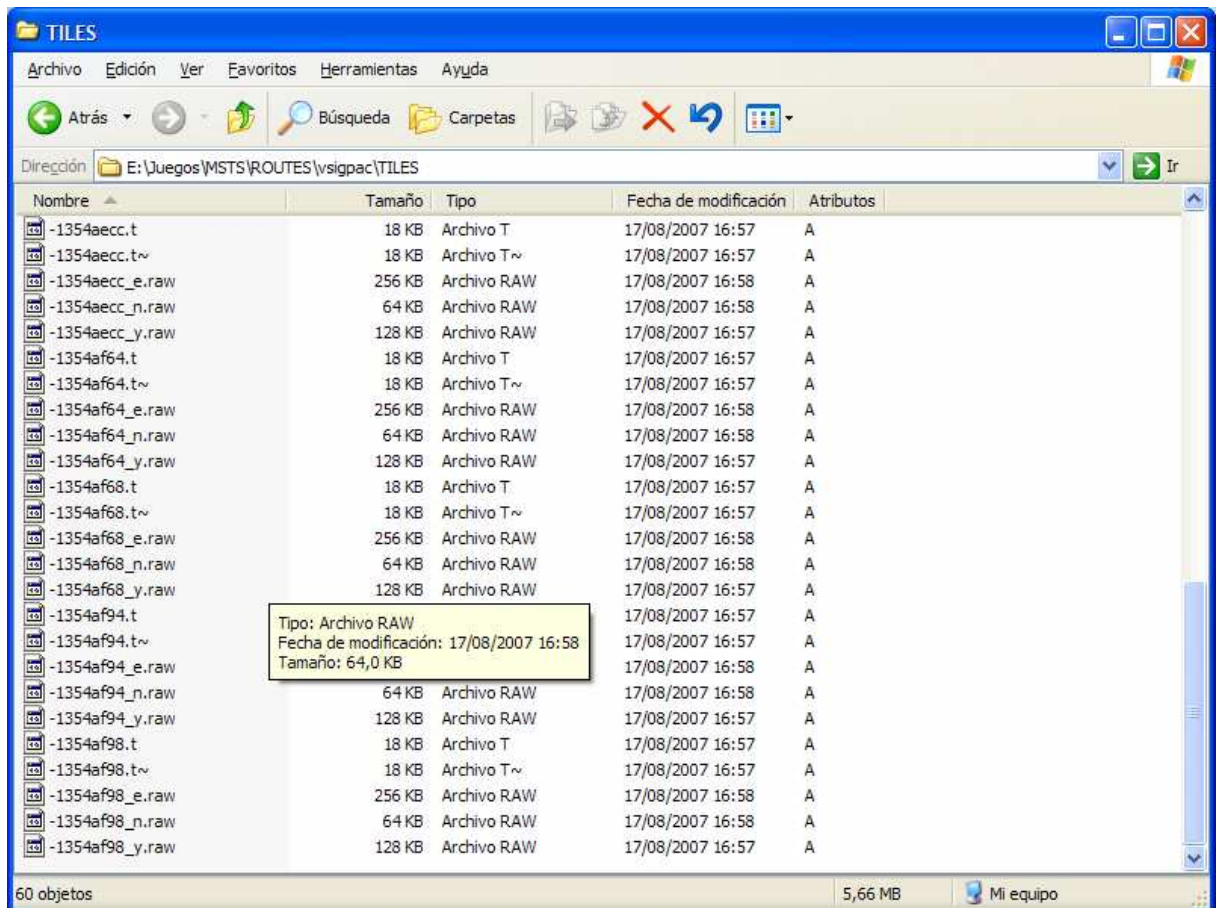 TILES
Archivo Edición Ver Favoritos Herramientas Ayuda
Atrás Búsqueda Carpetas
Dirección E:\Juegos\MSTS\ROUTES\vsigpac\TILES Ir
Nombre Tamaño Tipo Fecha de modificación Atributos
-1354aecc.t 18 KB Archivo T 17/08/2007 16:57 A
-1354aecc.t~ 18 KB Archivo T~ 17/08/2007 16:57 A
-1354aecc_e.raw 256 KB Archivo RAW 17/08/2007 16:58 A
-1354aecc_n.raw 64 KB Archivo RAW 17/08/2007 16:58 A
-1354aecc_y.raw 128 KB Archivo RAW 17/08/2007 16:57 A
-1354af64.t 18 KB Archivo T 17/08/2007 16:57 A
-1354af64.t~ 18 KB Archivo T~ 17/08/2007 16:57 A
-1354af64_e.raw 256 KB Archivo RAW 17/08/2007 16:58 A
-1354af64_n.raw 64 KB Archivo RAW 17/08/2007 16:58 A
-1354af64_y.raw 128 KB Archivo RAW 17/08/2007 16:57 A
-1354af68.t 18 KB Archivo T 17/08/2007 16:57 A
-1354af68.t~ 18 KB Archivo T~ 17/08/2007 16:57 A
-1354af68_e.raw 256 KB Archivo RAW 17/08/2007 16:58 A
-1354af68_n.raw 64 KB Archivo RAW 17/08/2007 16:58 A
-1354af68_y.raw 128 KB Archivo RAW 17/08/2007 16:57 A
-1354af94.t 17/08/2007 16:57 A
-1354af94.t~ 17/08/2007 16:57 A
-1354af94_e.raw 17/08/2007 16:58 A
Tipo: Archivo RAW
Fecha de modificación: 17/08/2007 16:58
Tamaño: 64,0 KB
-1354af94_n.raw 64 KB Archivo RAW 17/08/2007 16:58 A
-1354af94_y.raw 128 KB Archivo RAW 17/08/2007 16:57 A
-1354af98.t 18 KB Archivo T 17/08/2007 16:57 A
-1354af98.t~ 18 KB Archivo T~ 17/08/2007 16:57 A
-1354af98_e.raw 256 KB Archivo RAW 17/08/2007 16:58 A
-1354af98_n.raw 64 KB Archivo RAW 17/08/2007 16:58 A
-1354af98_y.raw 128 KB Archivo RAW 17/08/2007 16:57 A
60 objetos 5,66 MB Mi equipo